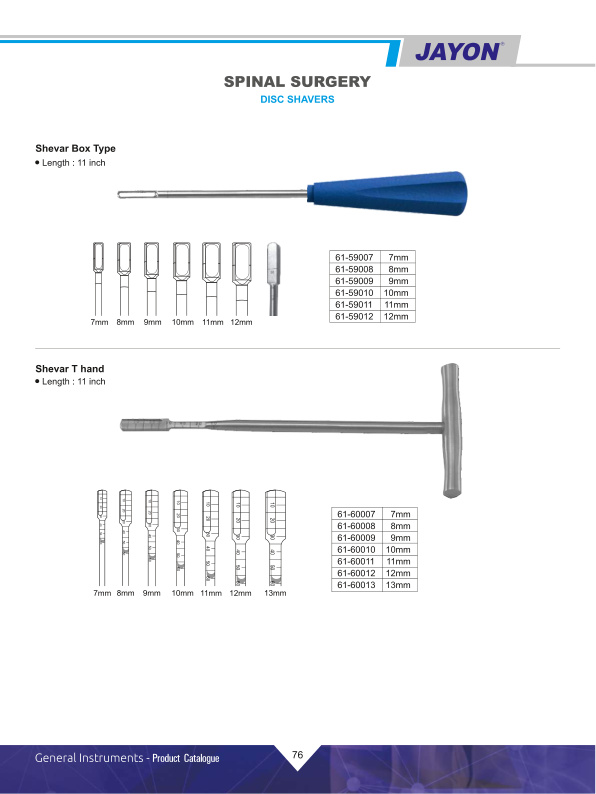 JAYON®
SPINAL SURGERY
DISC SHAVERS
Shevar Box Type
• Length : 11 inch
7mm 8mm 9mm 10mm 11mm 12mm
61-59007 7mm
61-59008 8mm
61-59009 9mm
61-59010 10mm
61-59011 11mm
61-59012 12mm
Shevar T hand
• Length : 11 inch
7mm 8mm 9mm 10mm 11mm 12mm 13mm
61-60007 7mm
61-60008 8mm
61-60009 9mm
61-60010 10mm
61-60011 11mm
61-60012 12mm
61-60013 13mm
General Instruments - Product Catalogue
76